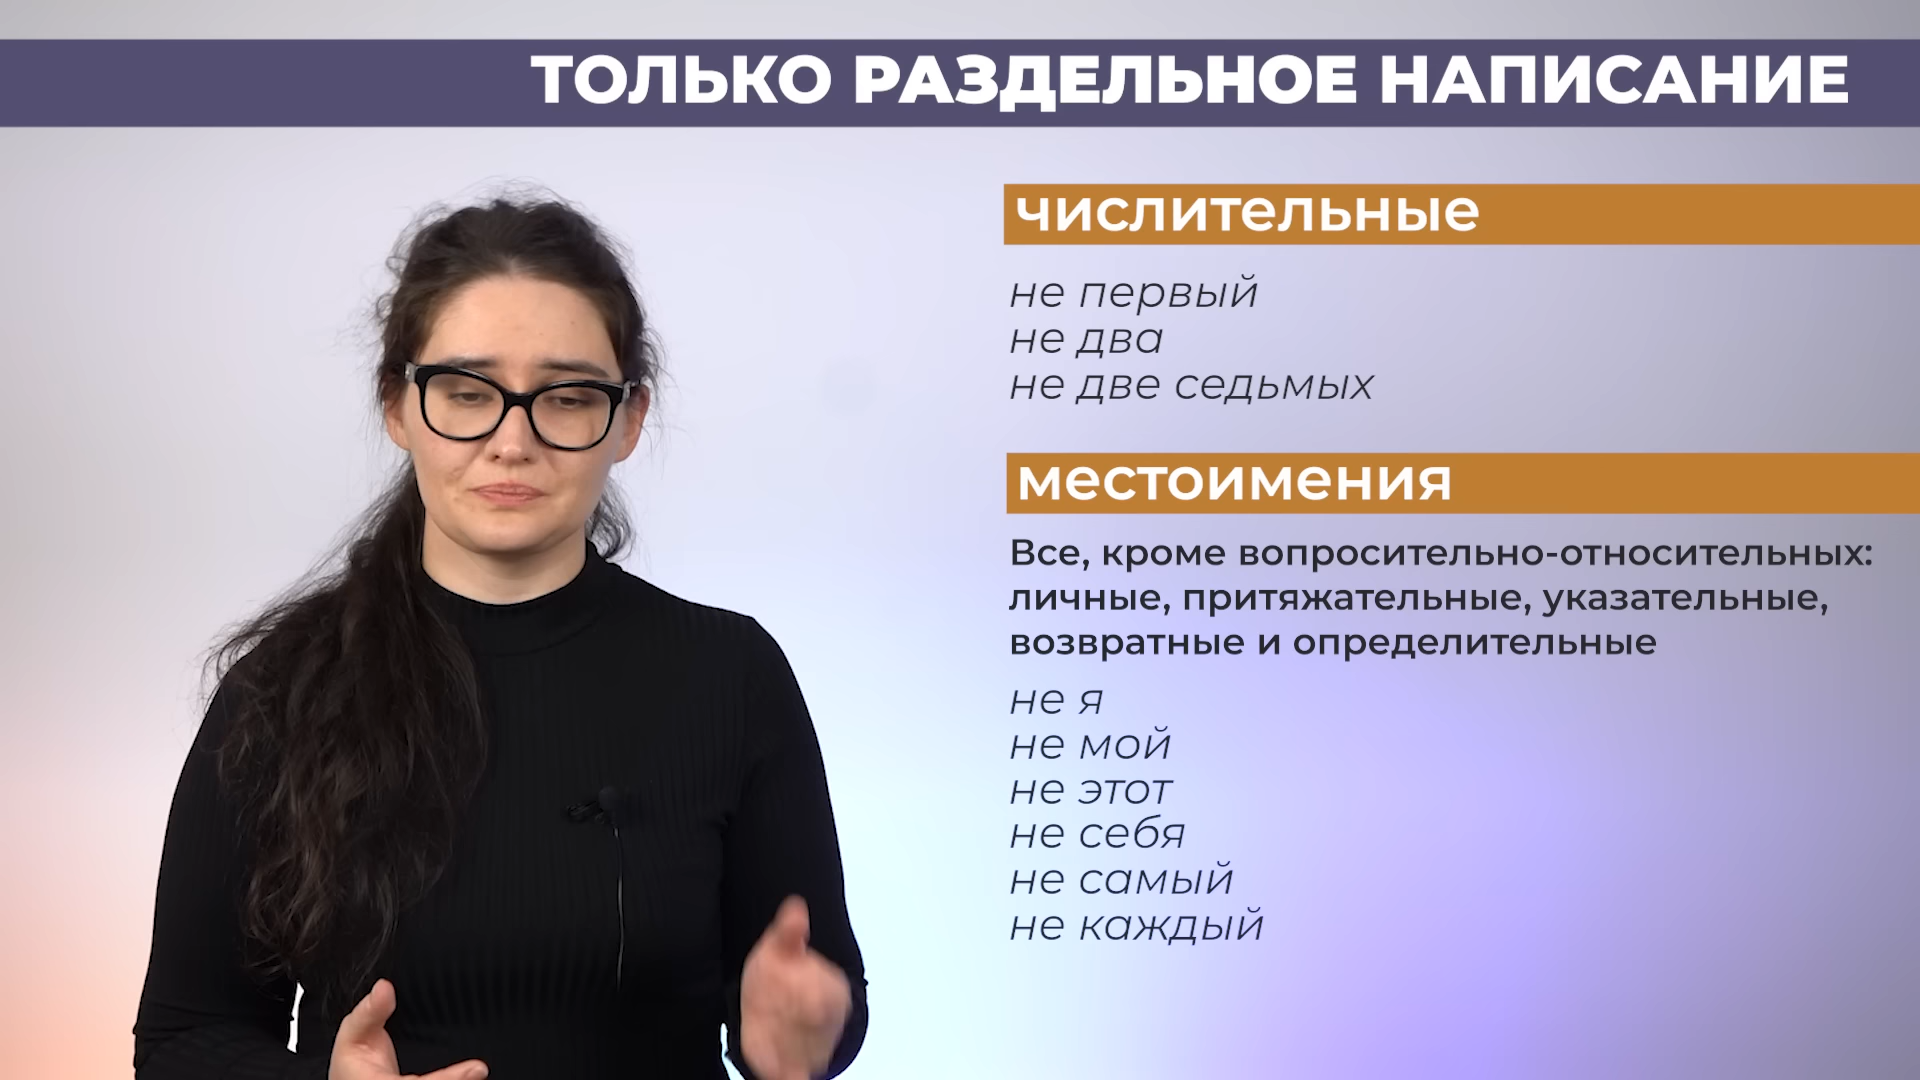 ТОЛЬКО РАЗДЕЛЬНОЕ НАПИСАНИЕ
числительные
не первый
не два
не две седьмых
местоимения
Все, кроме вопросительно-относительных:
личные, притяжательные, указательные,
возвратные и определительные
не я
не мой
не этот
не себя
не самый
не каждый